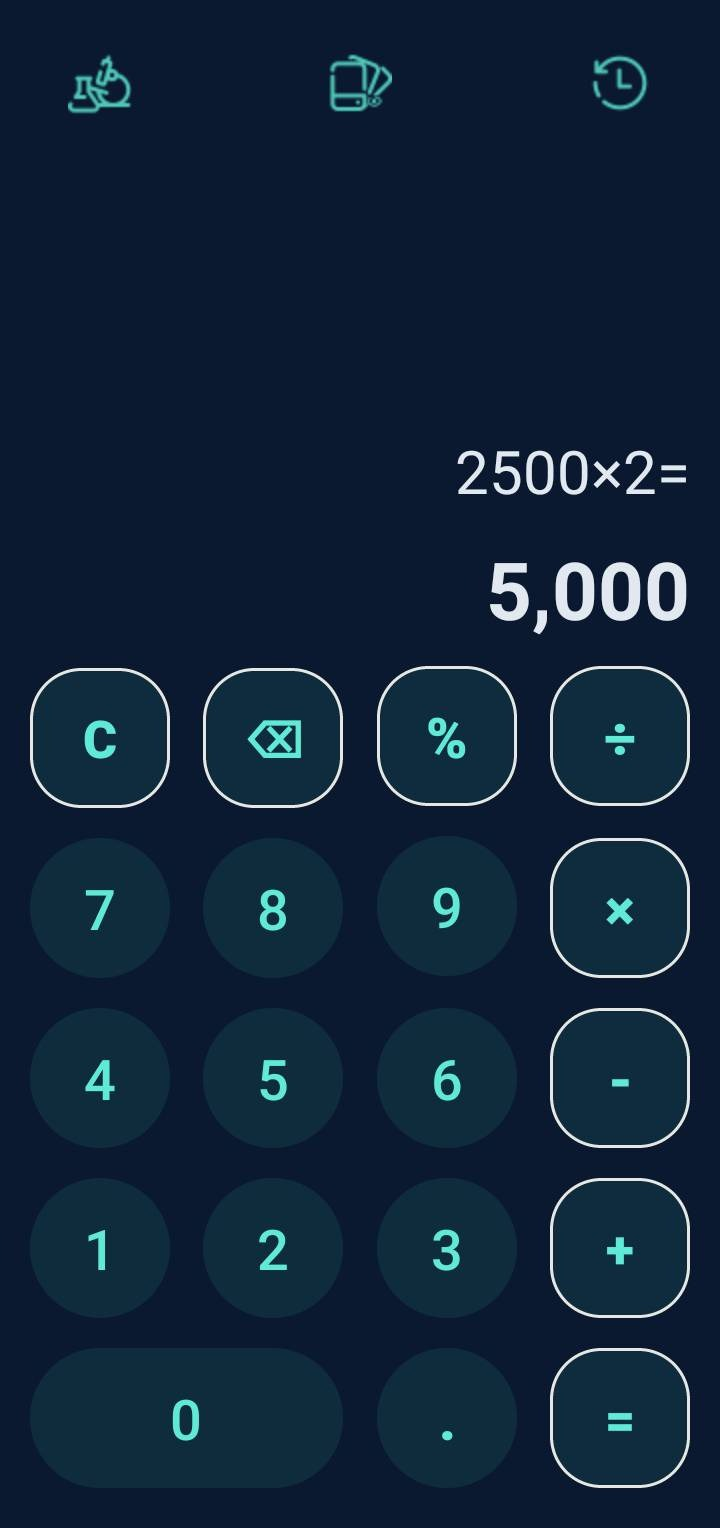 2500×2=
5,000
C % ÷
7 8 9 ×
4 5 6 -
1 2 3 +
0 . =